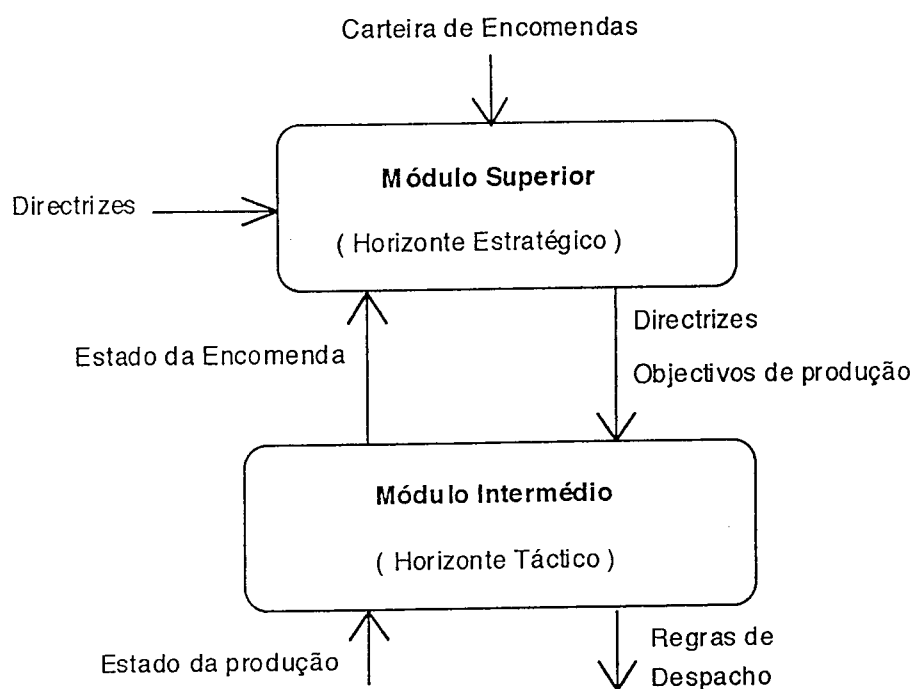 Carteira de Encomendas
Módulo Superior
Directrizes
( Horizonte Estratégico )
Directrizes
Estado da Encomenda
Objectivos de produção
Módulo Intermédio
( Horizonte Táctico )
Regras de
Estado da produção
Despacho